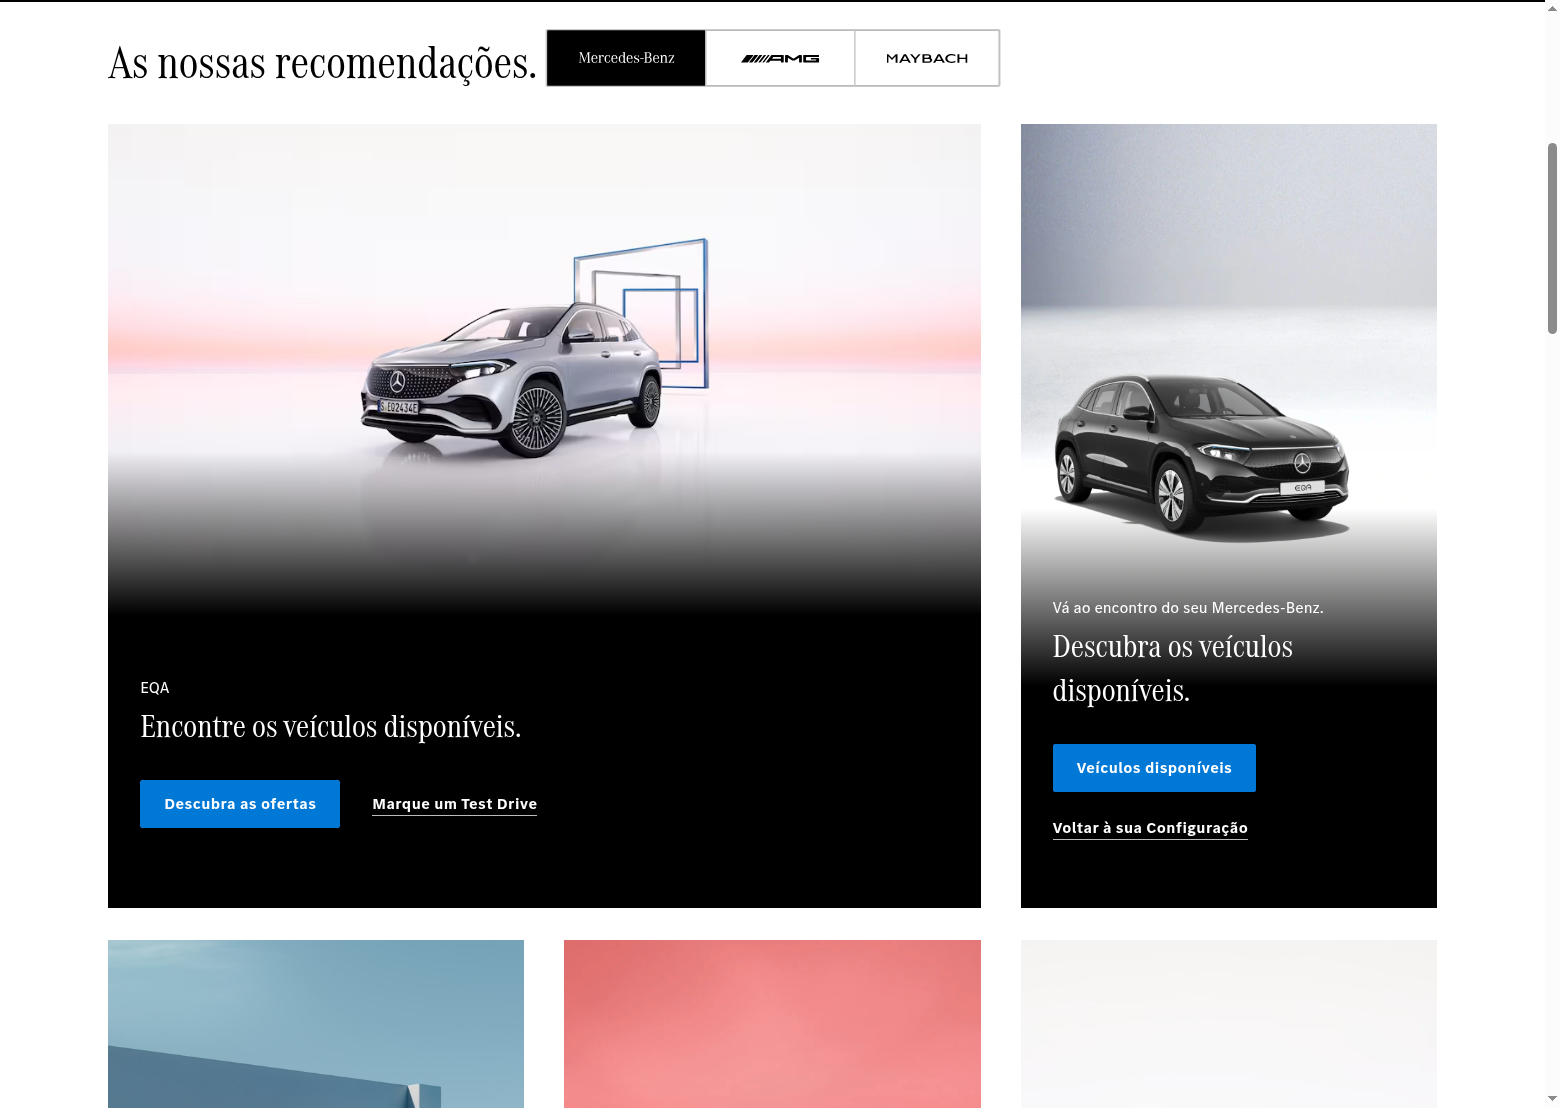 As nossas recomendações.
Mercedes-Benz
AMG
MAYBACH
S EQ2434E
EQA
Encontre os veículos disponíveis.
Descubra as ofertas
Marque um Test Drive
EQA
Vá ao encontro do seu Mercedes-Benz.
Descubra os veículos
disponíveis.
Veículos disponíveis
Voltar à sua Configuração